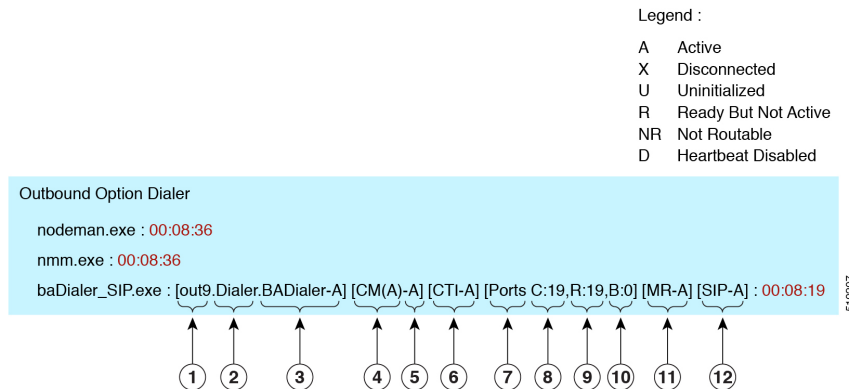 Legend :
A Active
X Disconnected
U Uninitialized
R Ready But Not Active
NR Not Routable
D Heartbeat Disabled
Outbound Option Dialer
nodeman.exe : 00:08:36
nmm.exe : 00:08:36
baDialer_SIP.exe : [out9.Dialer.BADialer-A] [CM(A)-A] [CTI-A] [Ports C:19,R:19,B:0] [MR-A] [SIP-A] : 00:08:19
1 2 3 4 5 6 7 8 9 10 11 12